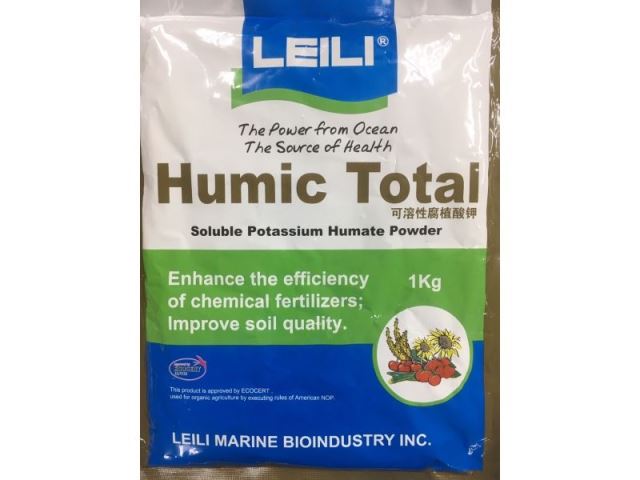 LEILI®
The Power from Ocean
The Source of Health
Humic Total
可溶性腐植酸钾
Soluble Potassium Humate Powder
Enhance the efficiency
of chemical fertilizers;
Improve soil quality.
1Kg
ECOCERT
This product is approved by ECOCERT .
used for organic agriculture by executing rules of American NOP.
LEILI MARINE BIOINDUSTRY INC.